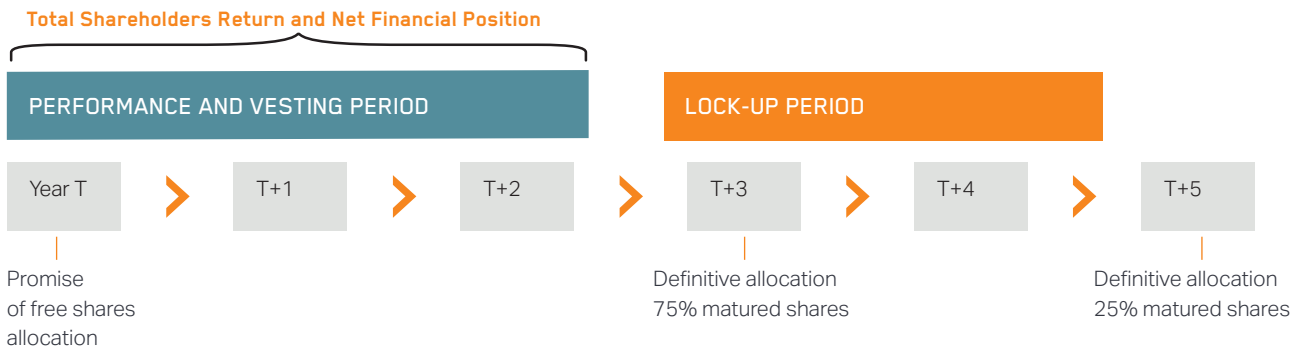 Total Shareholders Return and Net Financial Position
PERFORMANCE AND VESTING PERIOD
LOCK-UP PERIOD
Year T
T+1
T+2
T+3
T+4
T+5
Promise
of free shares
allocation
Definitive allocation
75% matured shares
Definitive allocation
25% matured shares